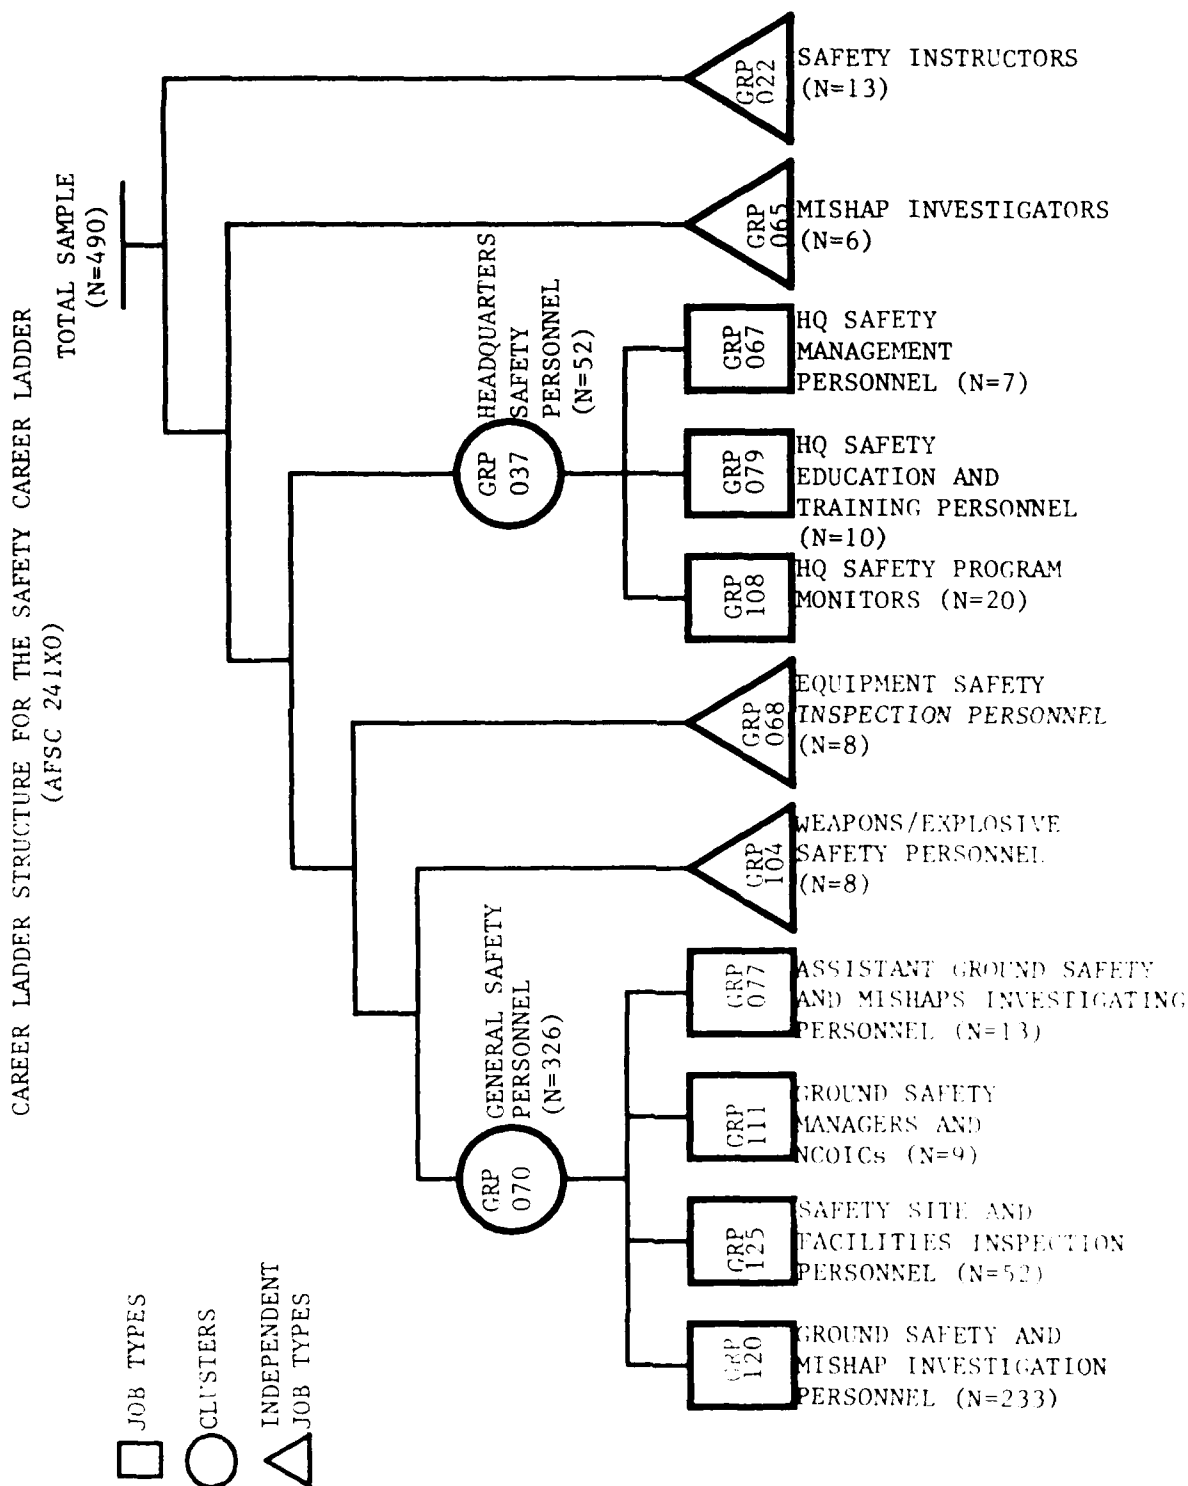 CAREER LADDER STRUCTURE FOR THE SAFETY CAREER LADDER
(AFSC 241X0)
TOTAL SAMPLE
(N=490)
JOB TYPES
CLUSTERS
INDEPENDENT
JOB TYPES
GRP
070
GENERAL SAFETY
PERSONNEL
(N=326)
GRP
037
HEADQUARTERS
SAFETY
PERSONNEL
(N=52)
GRP
022
SAFETY INSTRUCTORS
(N=13)
GRP
065
MISHAP INVESTIGATORS
(N=6)
GRP
067
HQ SAFETY
MANAGEMENT
PERSONNEL (N=7)
GRP
079
HQ SAFETY
EDUCATION AND
TRAINING PERSONNEL
(N=10)
GRP
108
HQ SAFETY PROGRAM
MONITORS (N=20)
GRP
068
EQUIPMENT SAFETY
INSPECTION PERSONNEL
(N=8)
GRP
104
WEAPONS/EXPLOSIVE
SAFETY PERSONNEL
(N=8)
GRP
077
ASSISTANT GROUND SAFETY
AND MISHAPS INVESTIGATING
PERSONNEL (N=13)
GRP
111
GROUND SAFETY
MANAGERS AND
NCOICs (N=9)
GRP
125
SAFETY SITE AND
FACILITIES INSPECTION
PERSONNEL (N=52)
GRP
120
GROUND SAFETY AND
MISHAP INVESTIGATION
PERSONNEL (N=233)